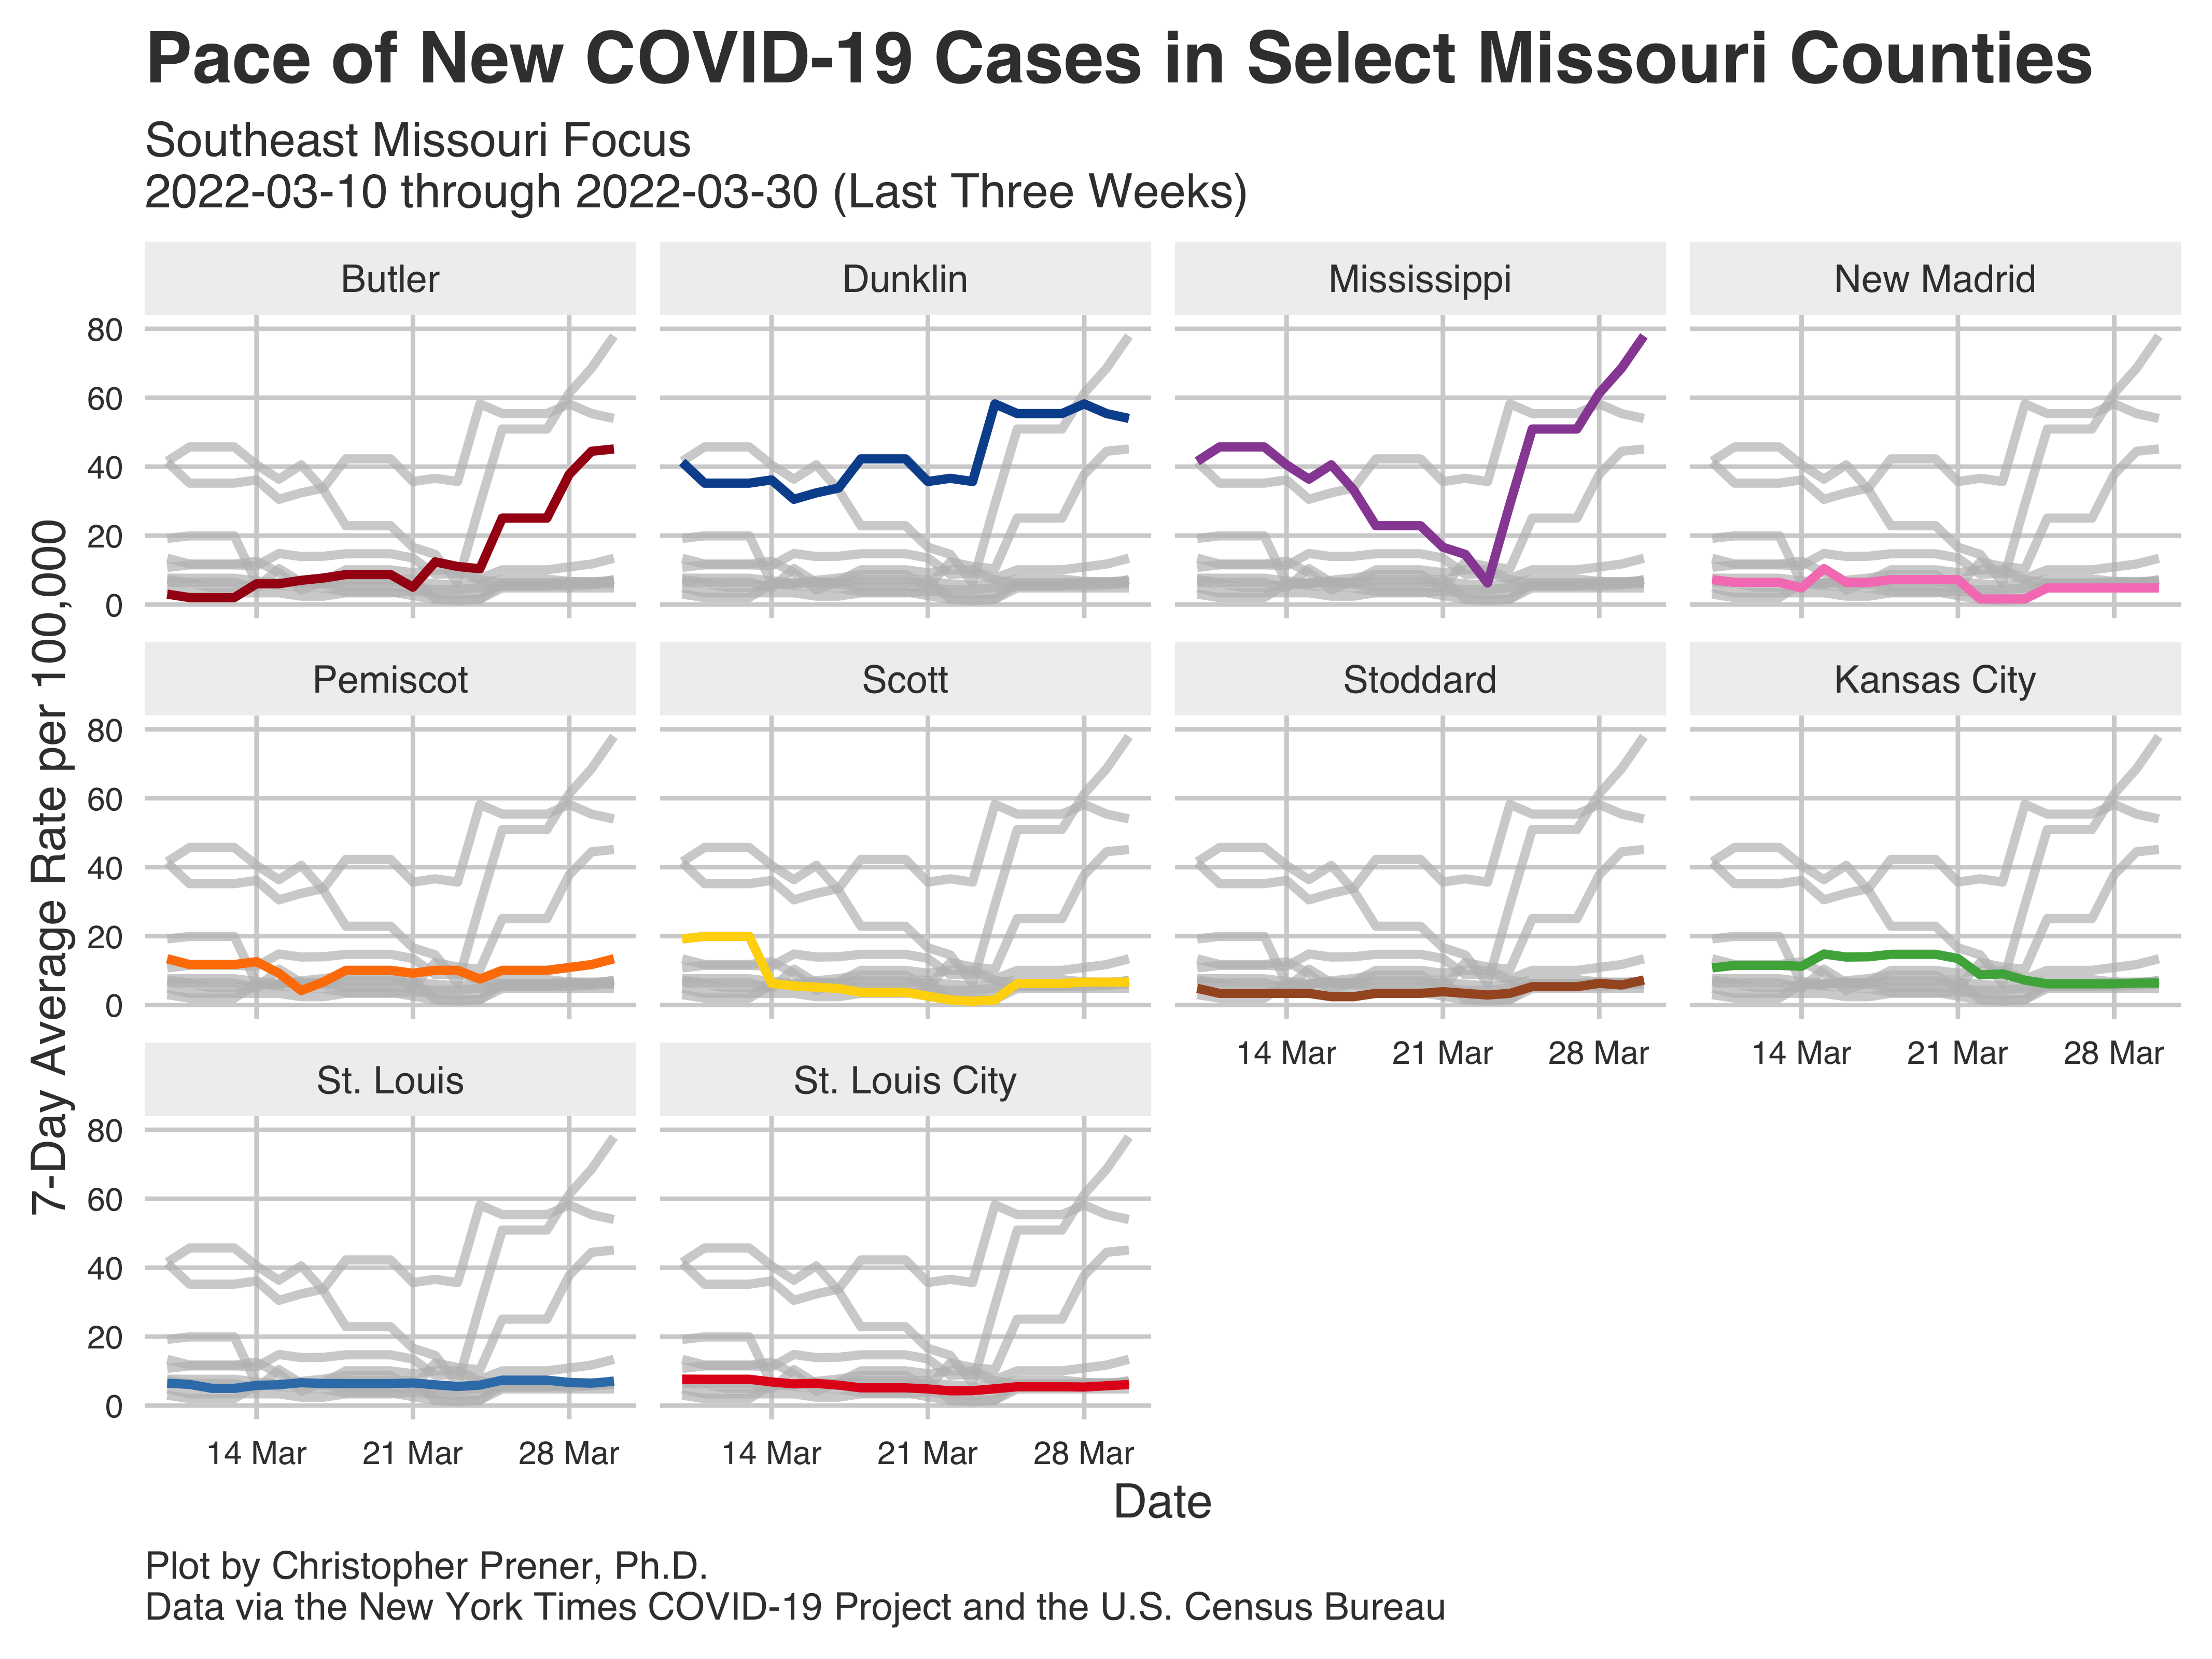 Pace of New COVID-19 Cases in Select Missouri Counties
Southeast Missouri Focus
2022-03-10 through 2022-03-30 (Last Three Weeks)
7-Day Average Rate per 100,000
Butler
Dunklin
Mississippi
New Madrid
80
60
40
20
0
Pemiscot
Scott
Stoddard
Kansas City
80
60
40
20
0
14 Mar 21 Mar 28 Mar
14 Mar 21 Mar 28 Mar
St. Louis
St. Louis City
80
60
40
20
0
14 Mar 21 Mar 28 Mar
14 Mar 21 Mar 28 Mar
Date
Plot by Christopher Prener, Ph.D.
Data via the New York Times COVID-19 Project and the U.S. Census Bureau